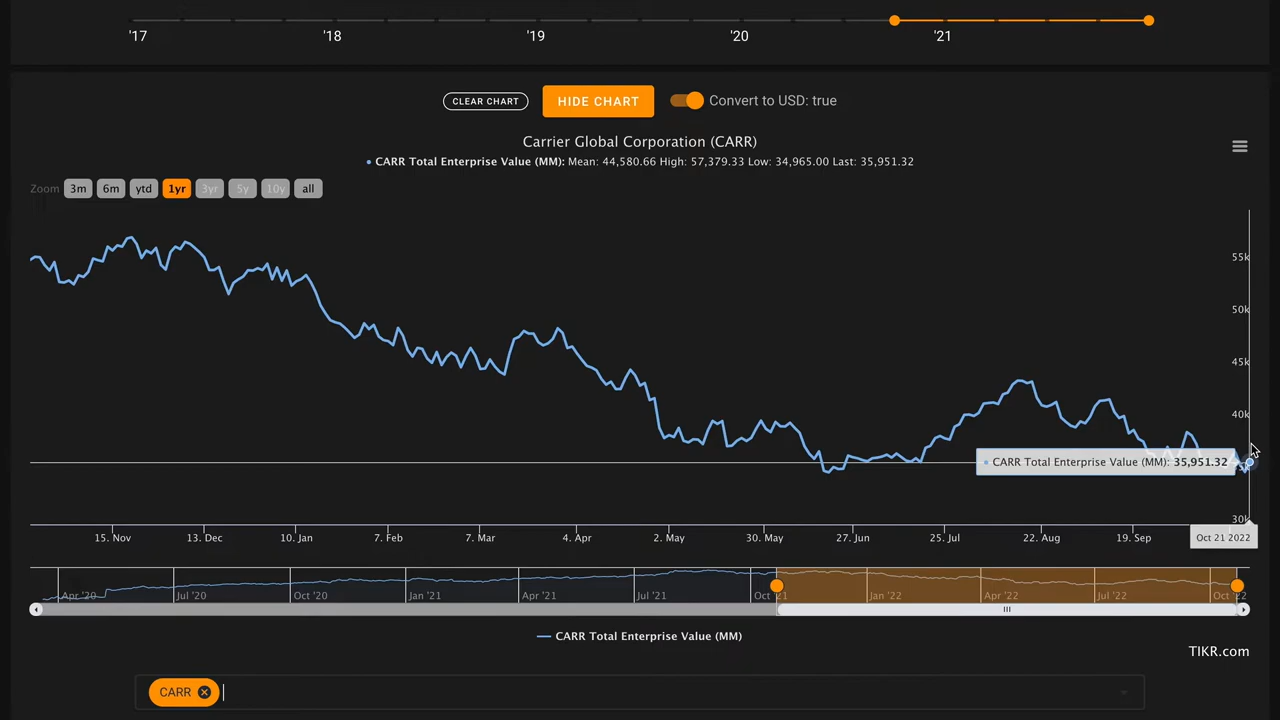 '17 '18 '19 '20 '21
CLEAR CHART HIDE CHART Convert to USD: true
Carrier Global Corporation (CARR)
CARR Total Enterprise Value (MM): Mean: 44,580.66 High: 57,379.33 Low: 34,965.00 Last: 35,951.32
Zoom 3m 6m ytd 1yr 3yr 5y 10y all
55k
50k
45k
40k
CARR Total Enterprise Value (MM): 35,951.32
30k
15. Nov 13. Dec 10. Jan 7. Feb 7. Mar 4. Apr 2. May 30. May 27. Jun 25. Jul 22. Aug 19. Sep Oct 21 2022
Apr '20 Jul '20 Oct '20 Jan '21 Apr '21 Jul '21 Oct '21 Jan '22 Apr '22 Jul '22 Oct '22
CARR Total Enterprise Value (MM)
TIKR.com
CARR